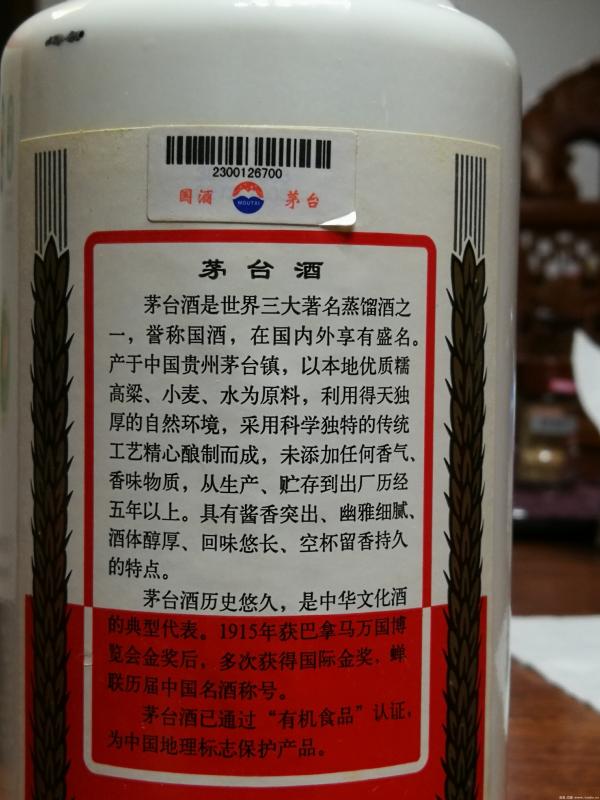 2300126700
国酒 MOUTAI 茅台
茅台酒
茅台酒是世界三大著名蒸馏酒之
一，誉称国酒，在国内外享有盛名。
产于中国贵州茅台镇，以本地优质糯
高粱、小麦、水为原料，利用得天独
厚的自然环境，采用科学独特的传统
工艺精心酿制而成，未添加任何香气、
香味物质，从生产、贮存到出厂历经
五年以上。具有酱香突出、幽雅细腻、
酒体醇厚、回味悠长、空杯留香持久
的特点。
茅台酒历史悠久，是中华文化酒
的典型代表。1915年获巴拿马万国博
览会金奖后，多次获得国际金奖，蝉
联历届中国名酒称号。
茅台酒已通过“有机食品”认证，
为中国地理标志保护产品。